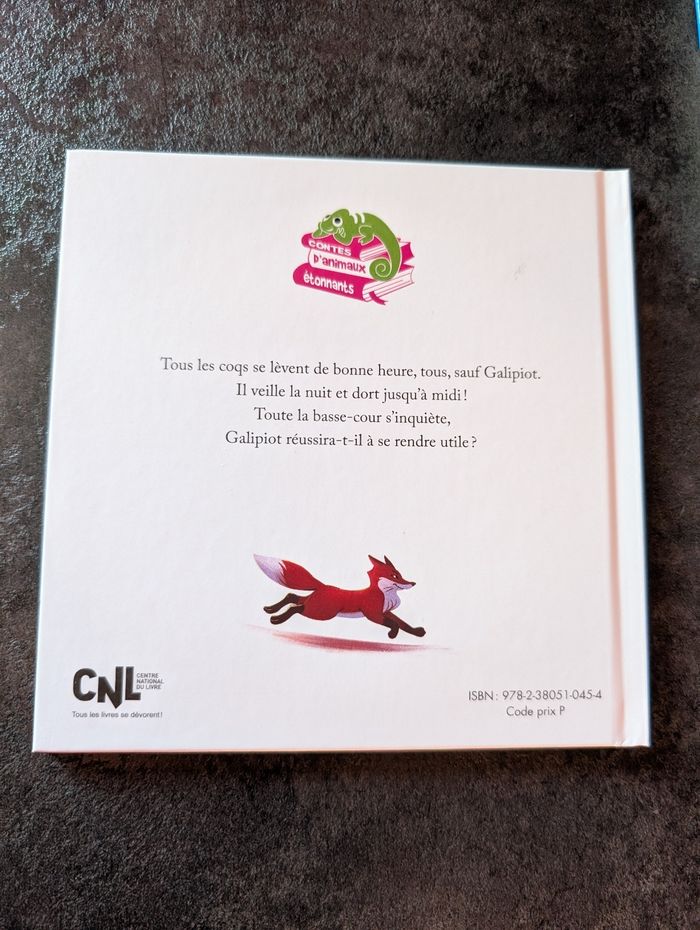 CONTES
D'animaux
étonnants
Tous les coqs se lèvent de bonne heure, tous, sauf Galipiot.
Il veille la nuit et dort jusqu'à midi !
Toute la basse-cour s'inquiète,
Galipiot réussira-t-il à se rendre utile ?
CNL
CENTRE
NATIONAL
DU LIVRE
Tous les livres se dévorent !
ISBN : 978-2-38051-045-4
Code prix P